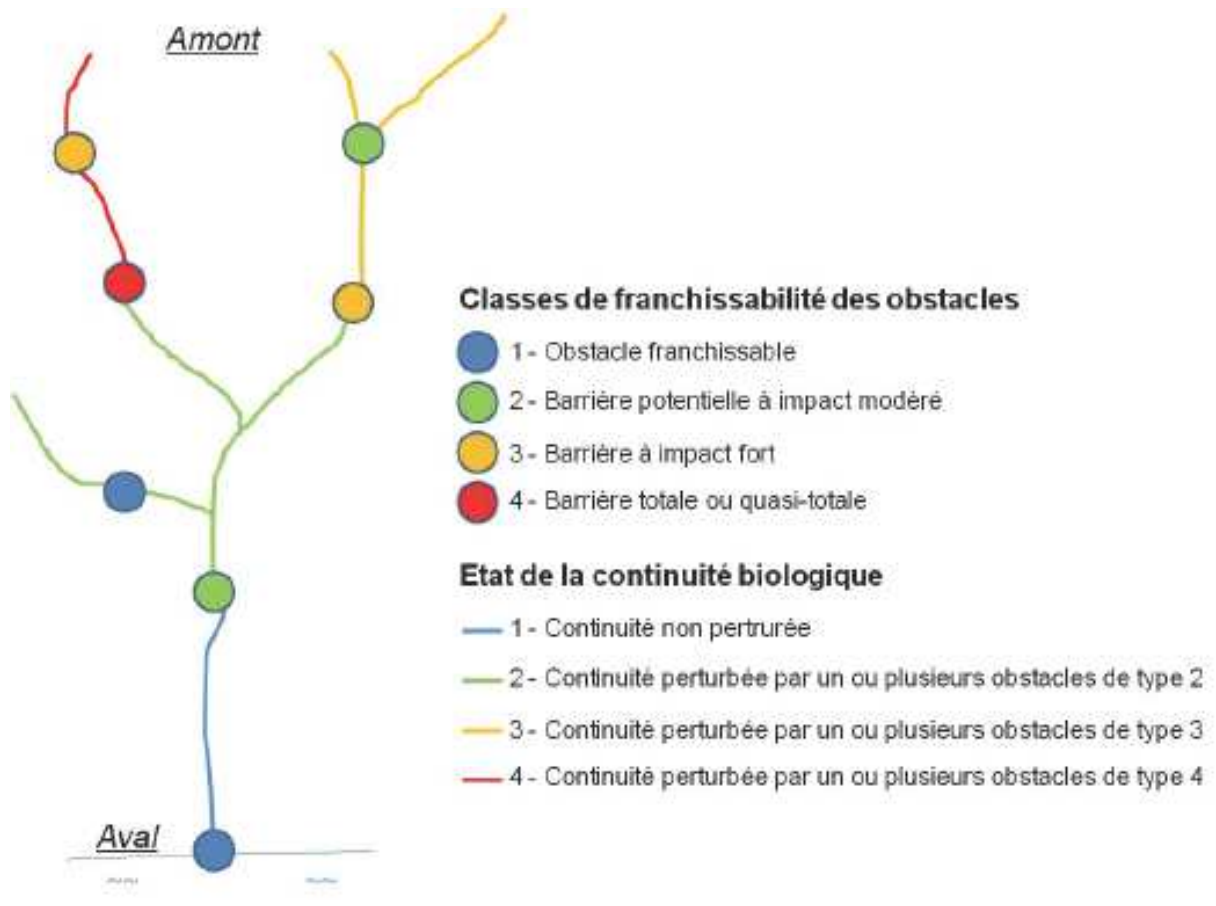 Amont
Classes de franchissabilité des obstacles
1 - Obstacle franchissable
2 - Barrière potentielle à impact modéré
3 - Barrière à impact fort
4 - Barrière totale ou quasi-totale
Etat de la continuité biologique
1 - Continuité non pertrurée
2 - Continuité perturbée par un ou plusieurs obstacles de type 2
3 - Continuité perturbée par un ou plusieurs obstacles de type 3
4 - Continuité perturbée par un ou plusieurs obstacles de type 4
Aval